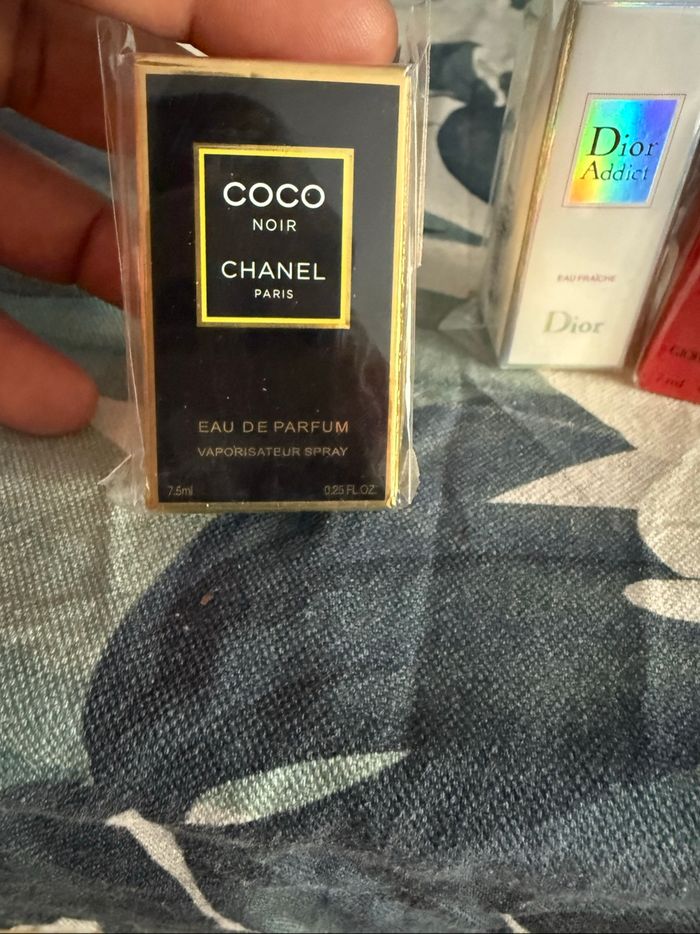 COCO
NOIR
CHANEL
PARIS
EAU DE PARFUM
VAPORISATEUR SPRAY
7.5ml 0.25 FL.OZ.
Dior
Addict
EAU FRAÎCHE
Dior